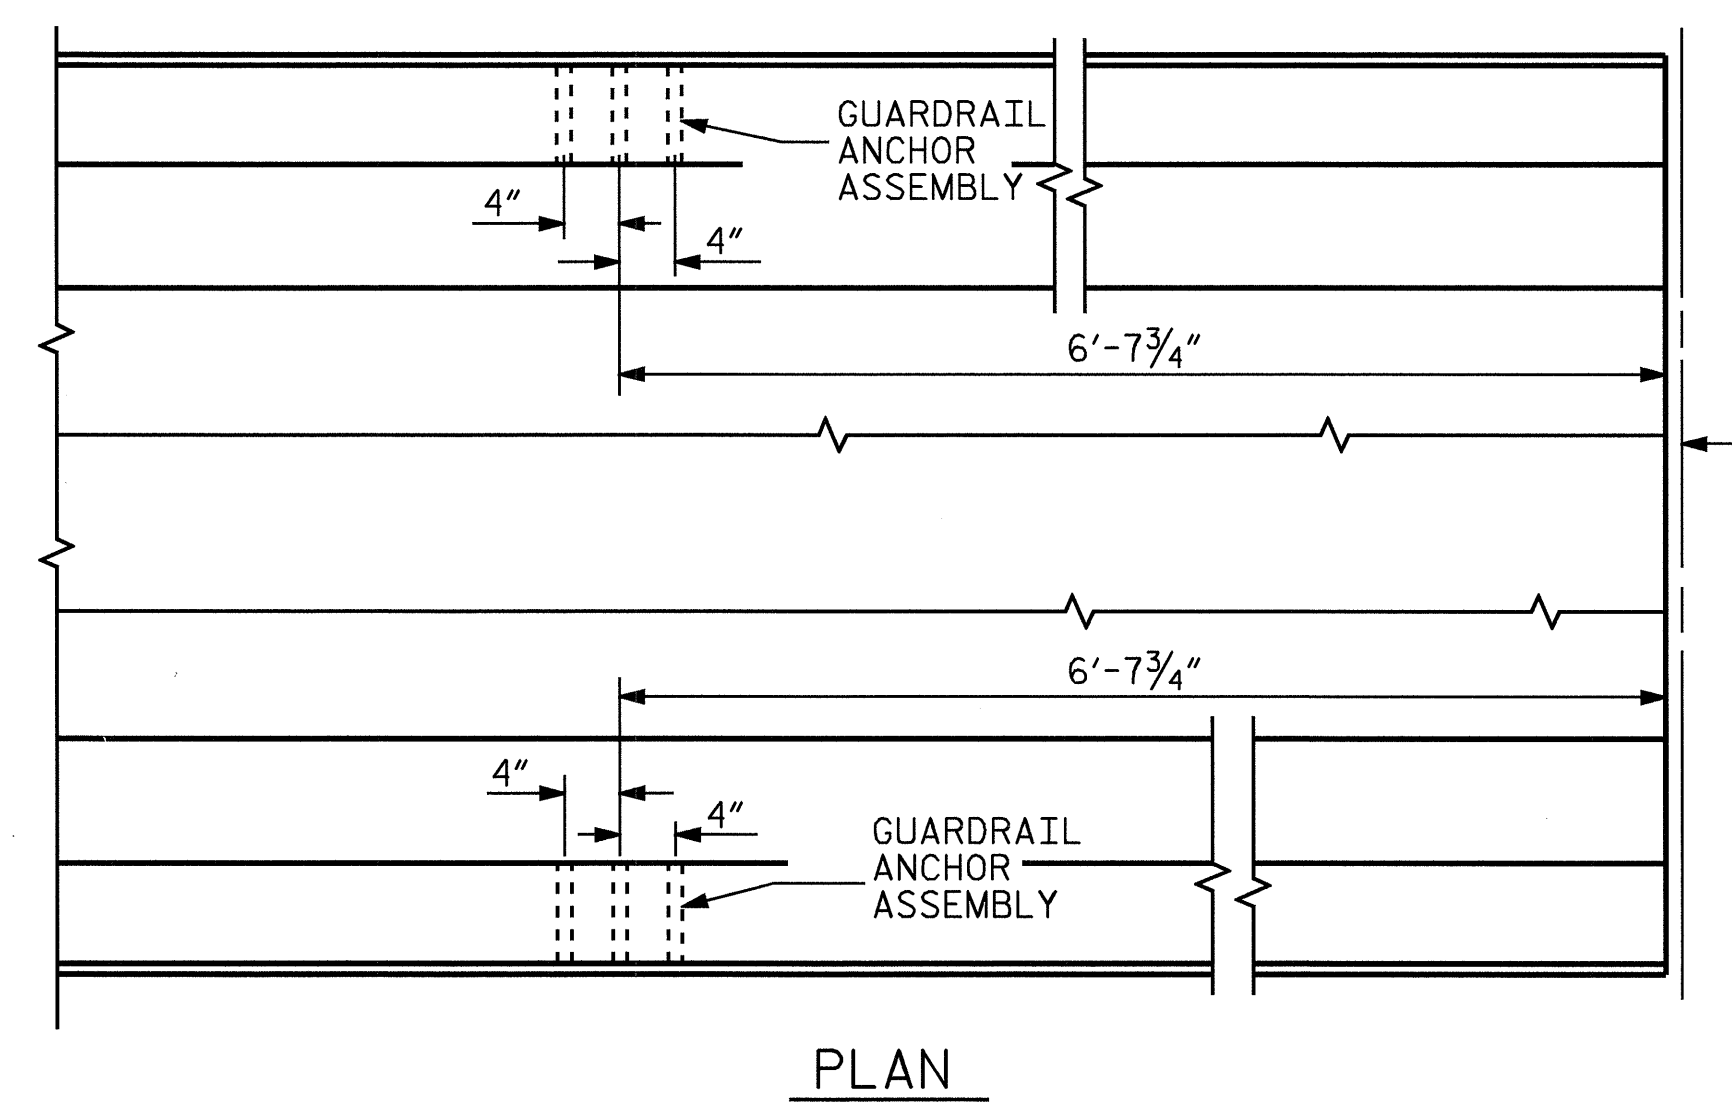 GUARDRAIL
ANCHOR
ASSEMBLY
4"
4"
6'-7¾"
6'-7¾"
4"
4"
GUARDRAIL
ANCHOR
ASSEMBLY
PLAN